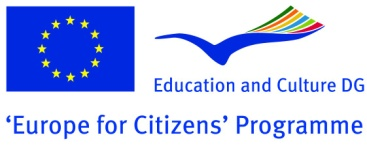 Education and Culture DG
‘Europe for Citizens’ Programme